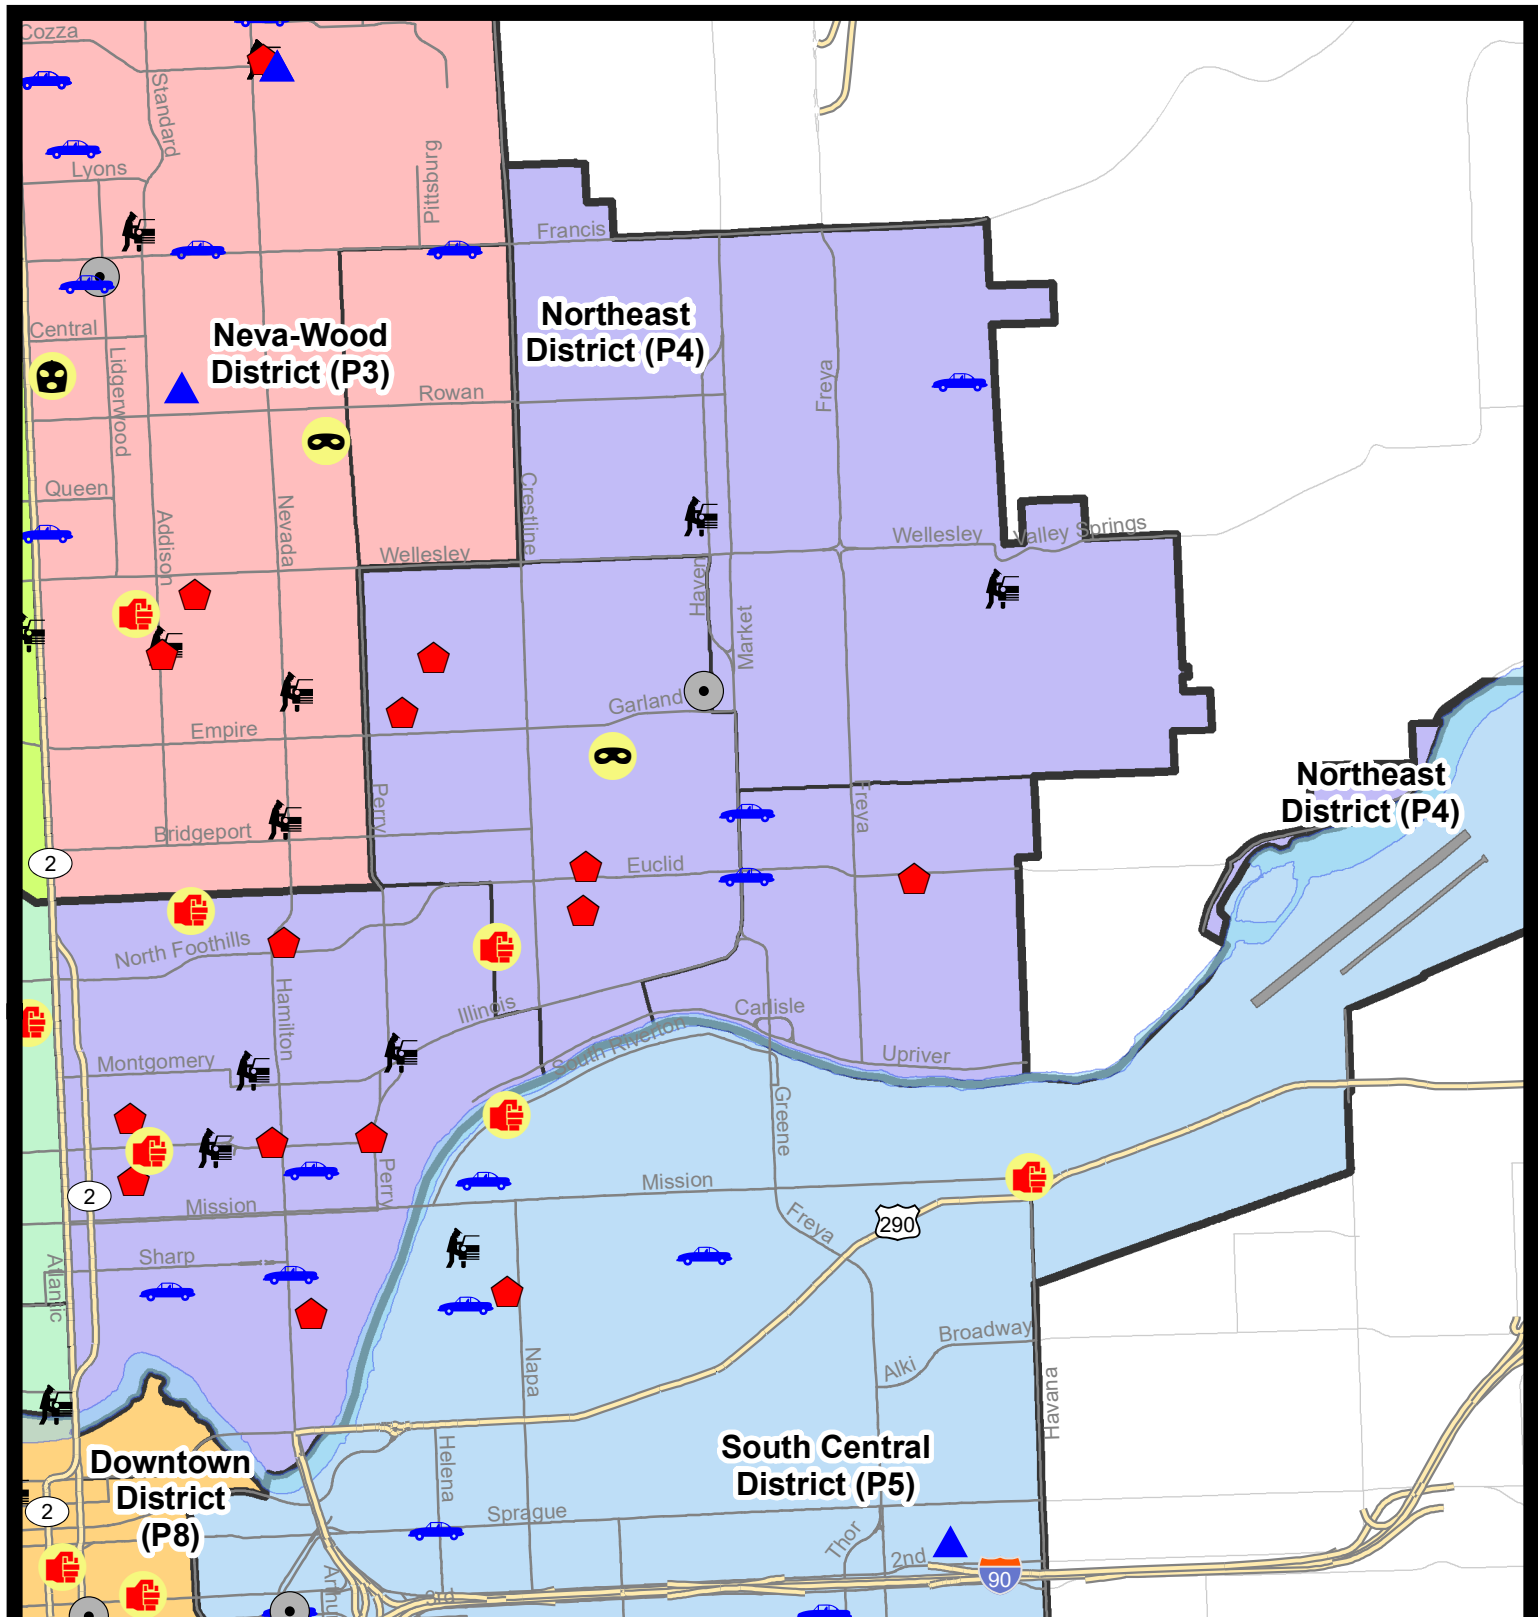 Cozza
Standard
Lyons
Pittsburg
Francis
Central
Lidgerwood
Neva-Wood
District (P3)
Northeast
District (P4)
Freya
Rowan
Queen
Addison
Nevada
Crestline
Wellesley
Wellesley
Valley Springs
Haven
Market
Garland
Empire
Perry
Freya
Bridgeport
Euclid
2
Northeast
District (P4)
North Foothills
Hamilton
Illinois
Carlisle
South Riverton
Upriver
Montgomery
Greene
Perry
Mission
Mission
2
Freya
290
Sharp
Atlantic
Napa
Broadway
Alki
Havana
Helena
South Central
District (P5)
Downtown
District
(P8)
2
Sprague
Thor
2nd
90
3rd